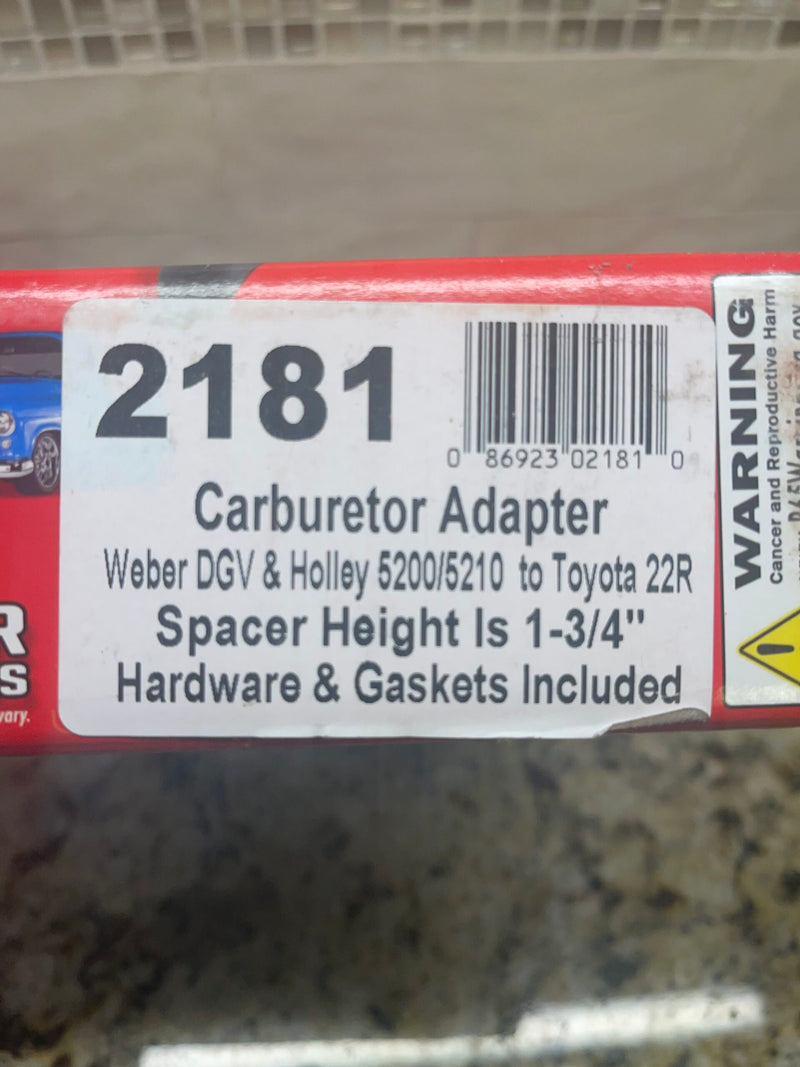 2181
0 86923 02181 0
Carburetor Adapter
Weber DGV & Holley 5200/5210 to Toyota 22R
Spacer Height Is 1-3/4"
Hardware & Gaskets Included
WARNING
Cancer and Reproductive Harm
R
S
vary.